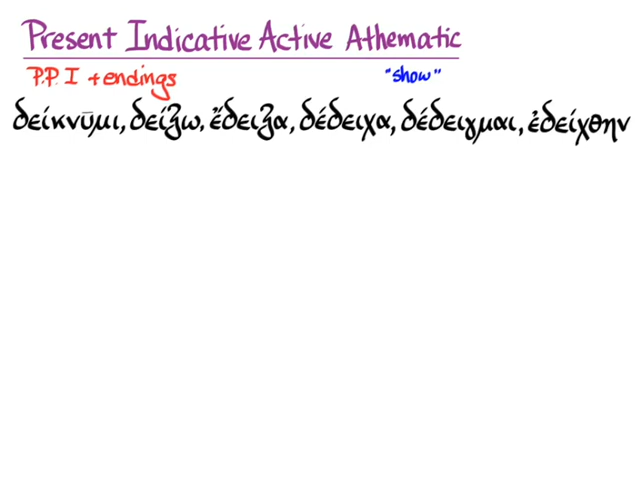 Present Indicative Active Athematic
P.P. I + endings "show"
δείκνῡμι, δείξω, ἔδειξα, δέδειχα, δέδειγμαι, ἐδείχθην